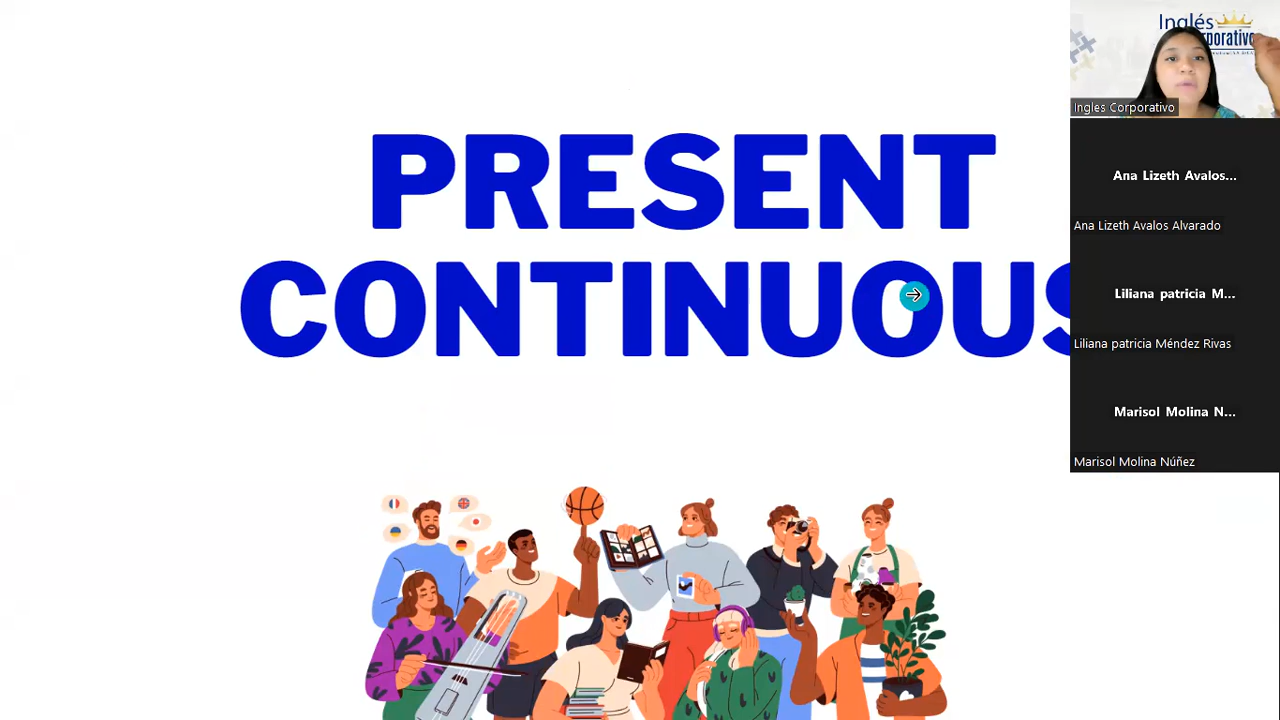 PRESENT
CONTINUOUS
Inglés
Corporativo
Ingles Corporativo
Ana Lizeth Avalos...
Ana Lizeth Avalos Alvarado
Liliana patricia M...
Liliana patricia Méndez Rivas
Marisol Molina N...
Marisol Molina Núñez